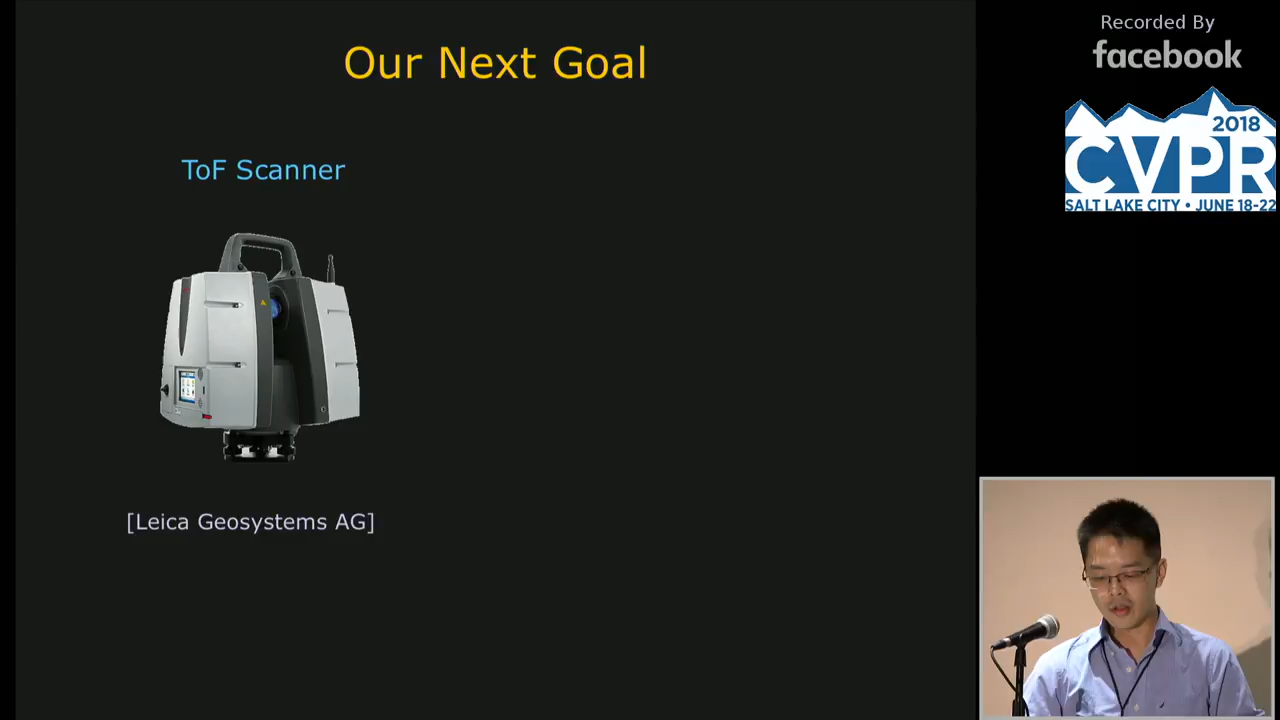 Our Next Goal
ToF Scanner
[Leica Geosystems AG]
Recorded By
facebook
2018
CVPR
SALT LAKE CITY • JUNE 18-22